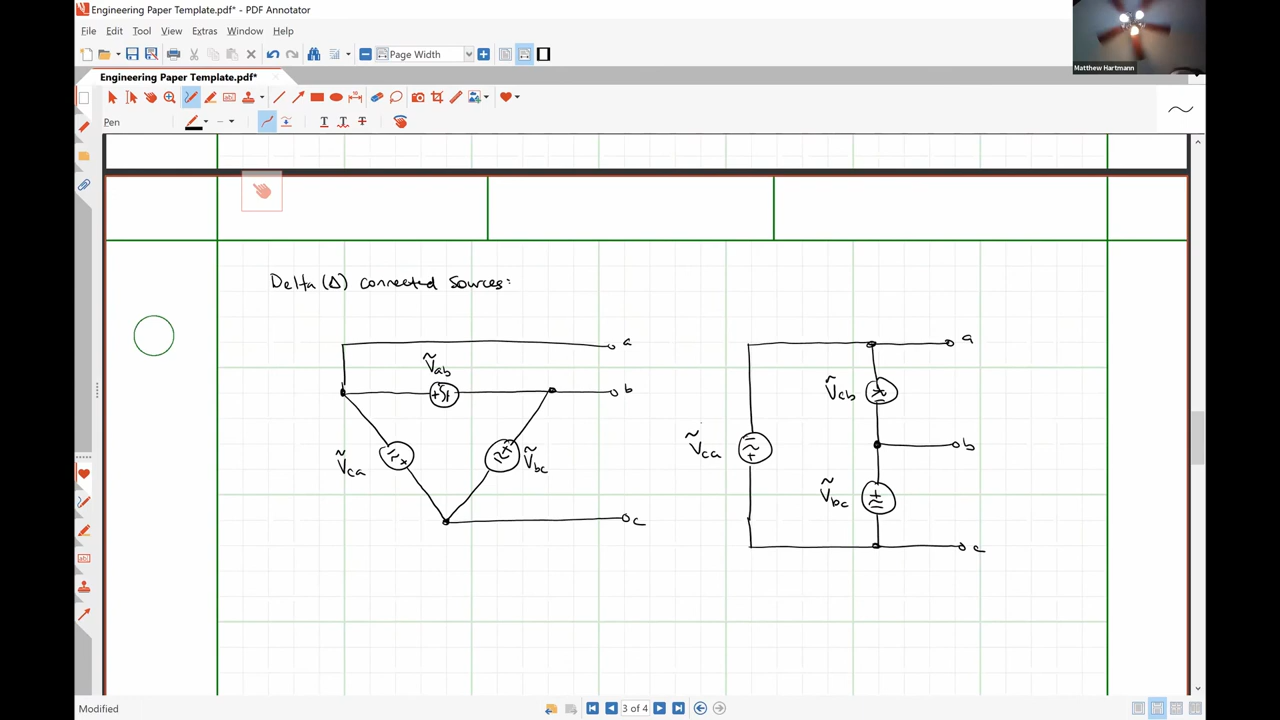 Engineering Paper Template.pdf* - PDF Annotator
File Edit Tool View Extras Window Help
Page Width
Matthew Hartmann
Engineering Paper Template.pdf*
Pen
Delta (Δ) connected Sources:
a
Ṽab
b
Ṽca
Ṽbc
c
a
Ṽab
Ṽca
b
Ṽbc
c
Modified
3 of 4